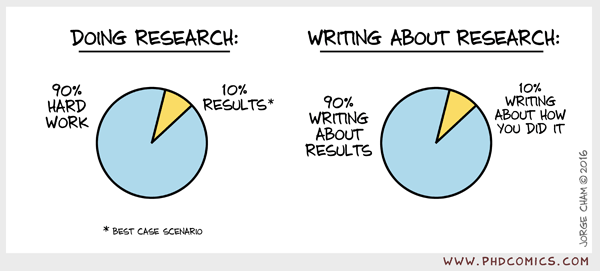 DOING RESEARCH:
90%
HARD
WORK
10%
RESULTS*
* BEST CASE SCENARIO
WRITING ABOUT RESEARCH:
90%
WRITING
ABOUT
RESULTS
10%
WRITING
ABOUT HOW
YOU DID IT
JORGE CHAM © 2016
WWW.PHDCOMICS.COM